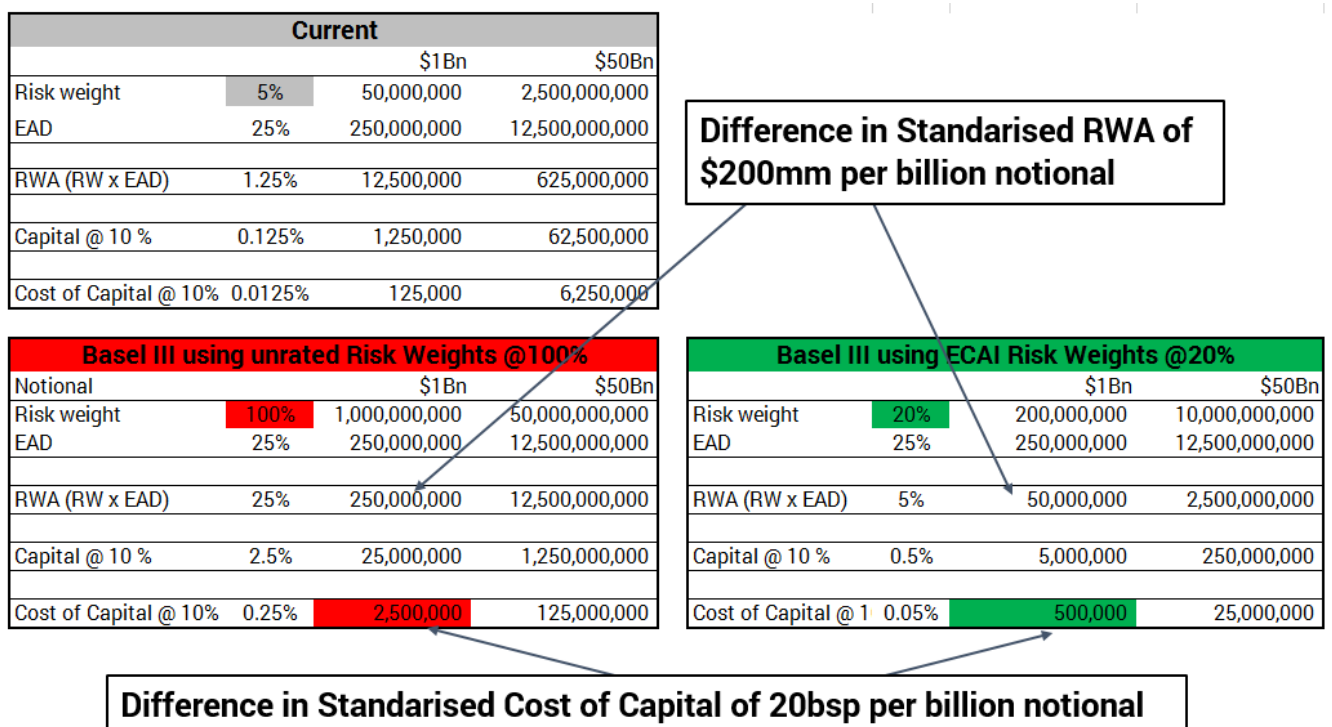 Current
$1Bn $50Bn
Risk weight 5% 50,000,000 2,500,000,000
EAD 25% 250,000,000 12,500,000,000
RWA (RW x EAD) 1.25% 12,500,000 625,000,000
Capital @ 10 % 0.125% 1,250,000 62,500,000
Cost of Capital @ 10% 0.0125% 125,000 6,250,000
Difference in Standarised RWA of
$200mm per billion notional
Basel III using unrated Risk Weights @100%
Notional $1Bn $50Bn
Risk weight 100% 1,000,000,000 50,000,000,000
EAD 25% 250,000,000 12,500,000,000
RWA (RW x EAD) 25% 250,000,000 12,500,000,000
Capital @ 10 % 2.5% 25,000,000 1,250,000,000
Cost of Capital @ 10% 0.25% 2,500,000 125,000,000
Basel III using ECAI Risk Weights @20%
$1Bn $50Bn
Risk weight 20% 200,000,000 10,000,000,000
EAD 25% 250,000,000 12,500,000,000
RWA (RW x EAD) 5% 50,000,000 2,500,000,000
Capital @ 10 % 0.5% 5,000,000 250,000,000
Cost of Capital @ 1 0.05% 500,000 25,000,000
Difference in Standarised Cost of Capital of 20bsp per billion notional